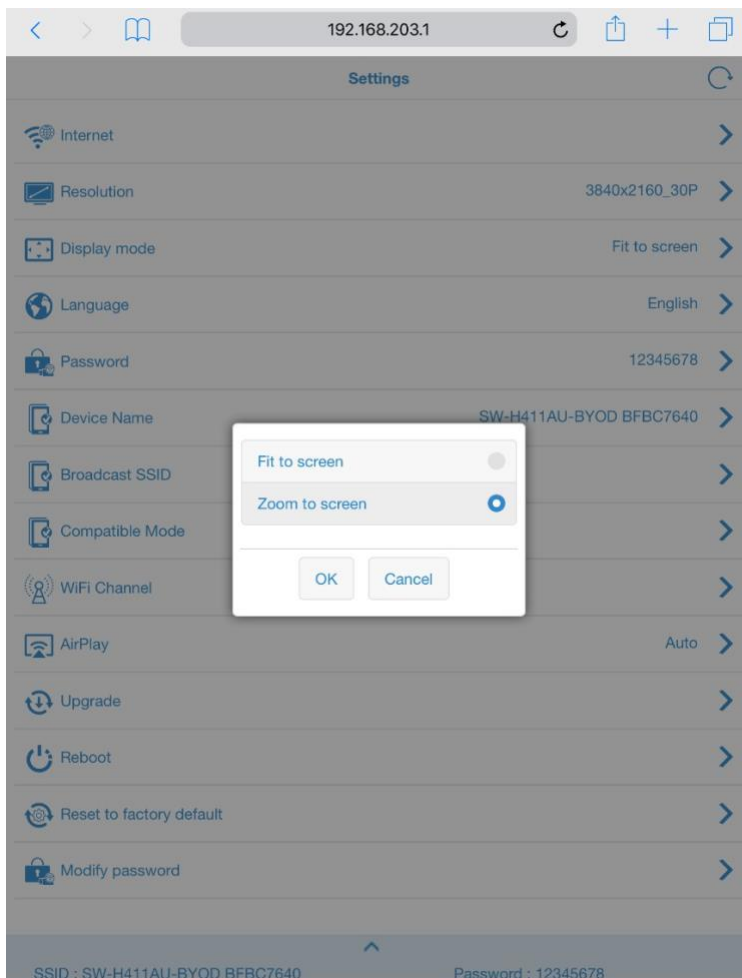 192.168.203.1
Settings
Internet
Resolution 3840x2160_30P
Display mode Fit to screen
Language English
Password 12345678
Device Name SW-H411AU-BYOD BFBC7640
Broadcast SSID
Compatible Mode
WiFi Channel
AirPlay Auto
Upgrade
Reboot
Reset to factory default
Modify password
Fit to screen
Zoom to screen
OK Cancel
SSID : SW-H411AU-BYOD BFBC7640 Password : 12345678